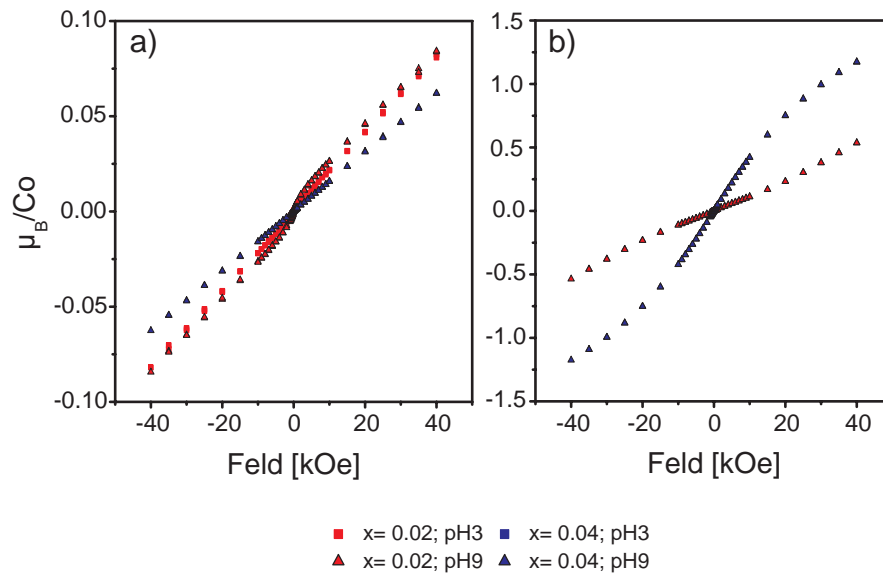 a)
b)
0.10
0.05
0.00
-0.05
-0.10
1.5
1.0
0.5
0.0
-0.5
-1.0
-1.5
μB/Co
-40 -20 0 20 40
-40 -20 0 20 40
Feld [kOe]
Feld [kOe]
x= 0.02; pH3 x= 0.04; pH3
x= 0.02; pH9 x= 0.04; pH9